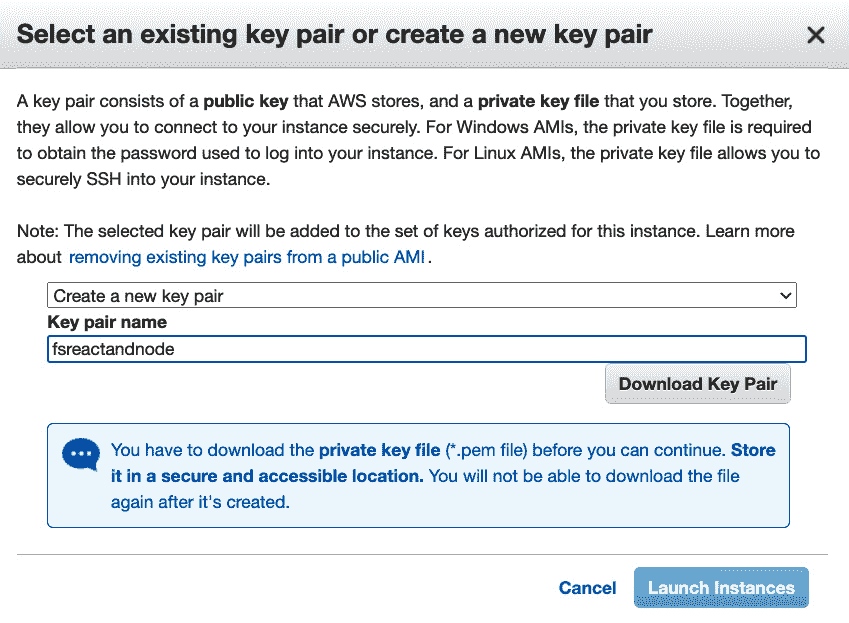 Select an existing key pair or create a new key pair
A key pair consists of a public key that AWS stores, and a private key file that you store. Together,
they allow you to connect to your instance securely. For Windows AMIs, the private key file is required
to obtain the password used to log into your instance. For Linux AMIs, the private key file allows you to
securely SSH into your instance.
Note: The selected key pair will be added to the set of keys authorized for this instance. Learn more
about removing existing key pairs from a public AMI.
Create a new key pair
Key pair name
fsreactandnode
Download Key Pair
You have to download the private key file (*.pem file) before you can continue. Store
it in a secure and accessible location. You will not be able to download the file
again after it's created.
Cancel Launch Instances